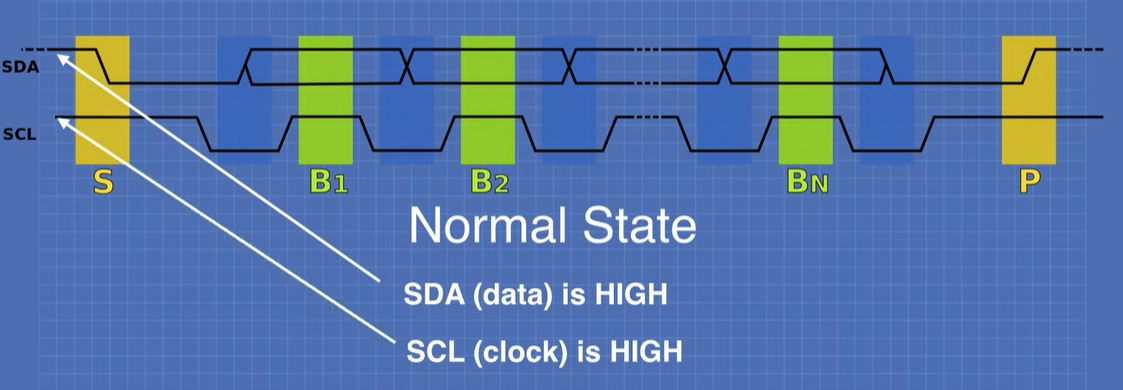 SDA
SCL
S B1 B2 BN P
Normal State
SDA (data) is HIGH
SCL (clock) is HIGH